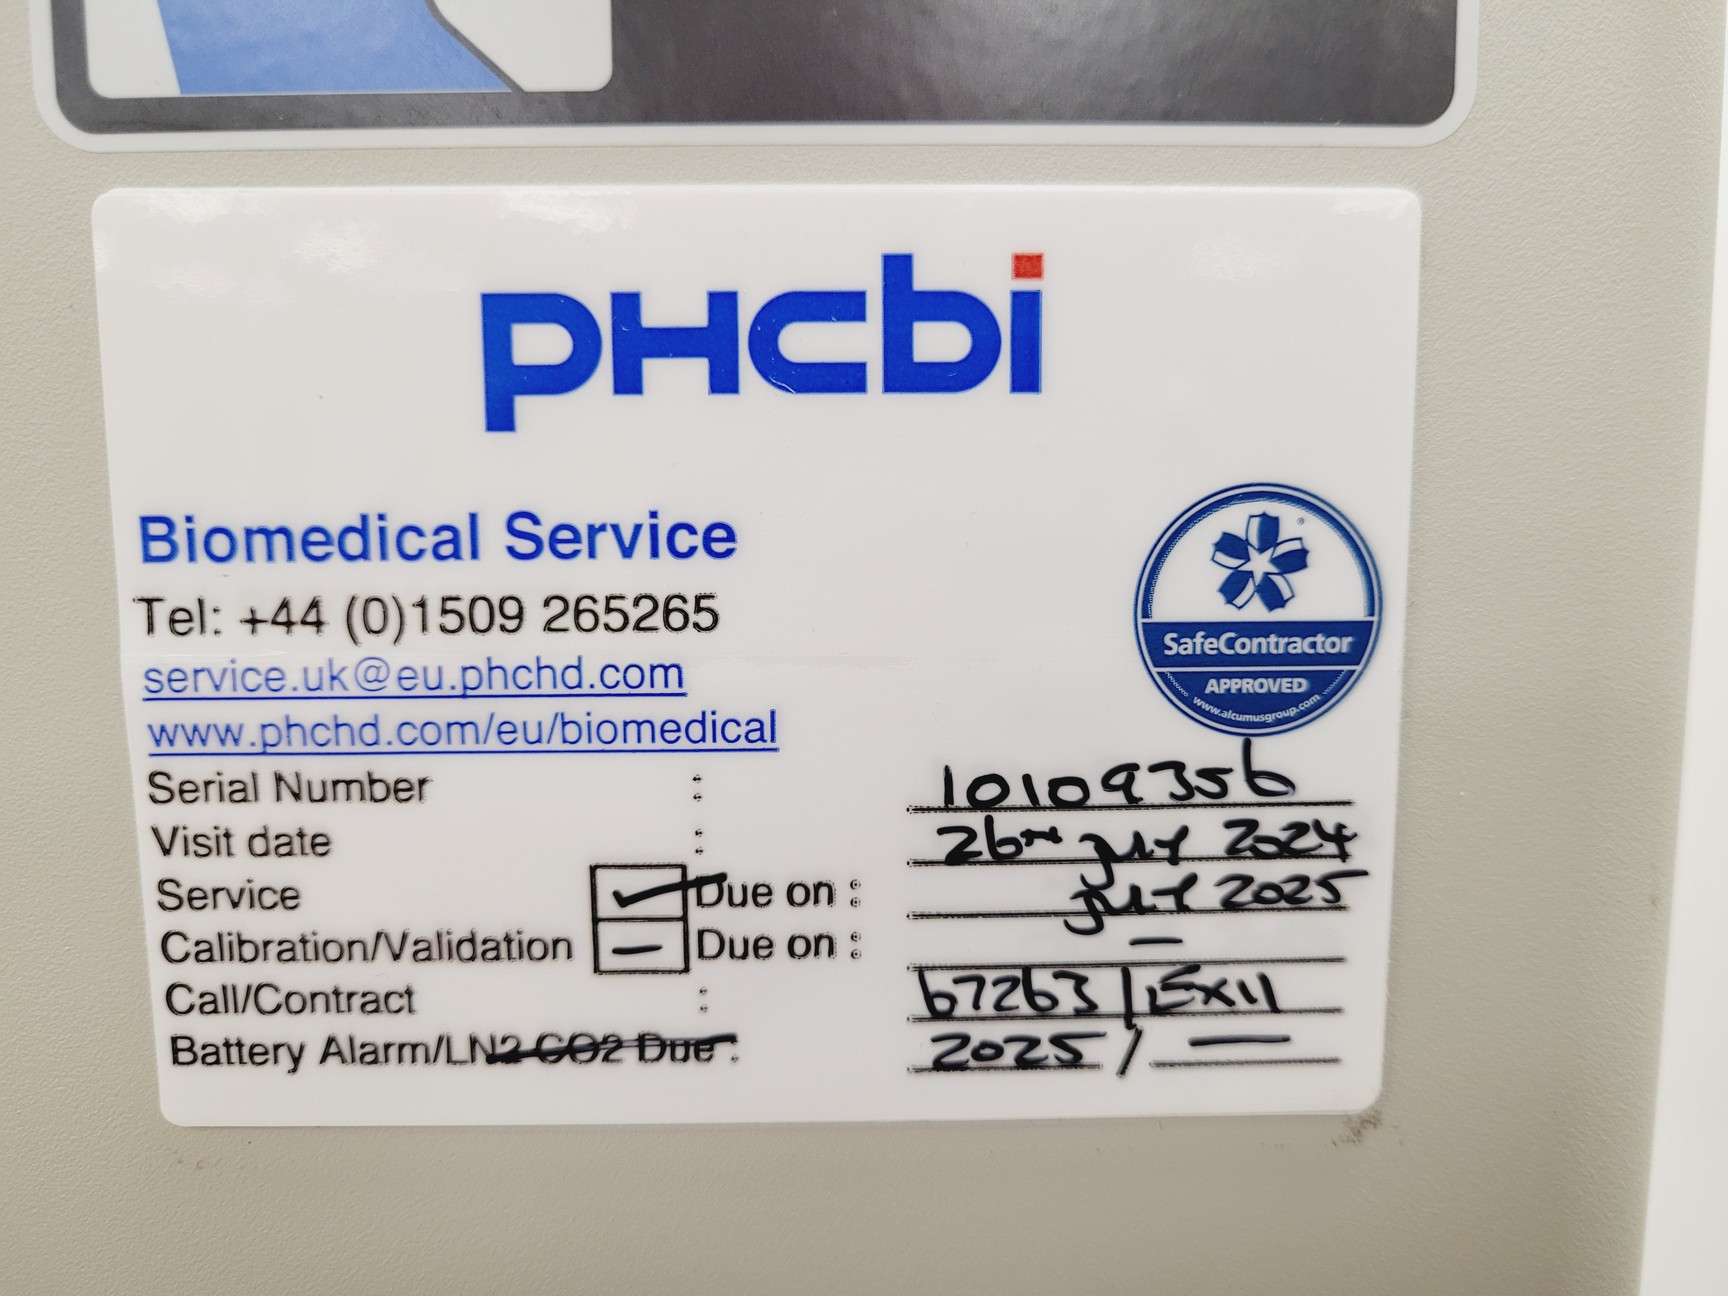 PHCbi
Biomedical Service
Tel: +44 (0)1509 265265
service.uk@eu.phchd.com
www.phchd.com/eu/biomedical
SafeContractor
APPROVED
www.alcumusgroup.com
Serial Number : 10109356
Visit date : 26TH JULY 2024
Service ✓ Due on : JULY 2025
Calibration/Validation – Due on : –
Call/Contract : 67263 / EX11
Battery Alarm/LN2 CO2 Due : 2025 / –